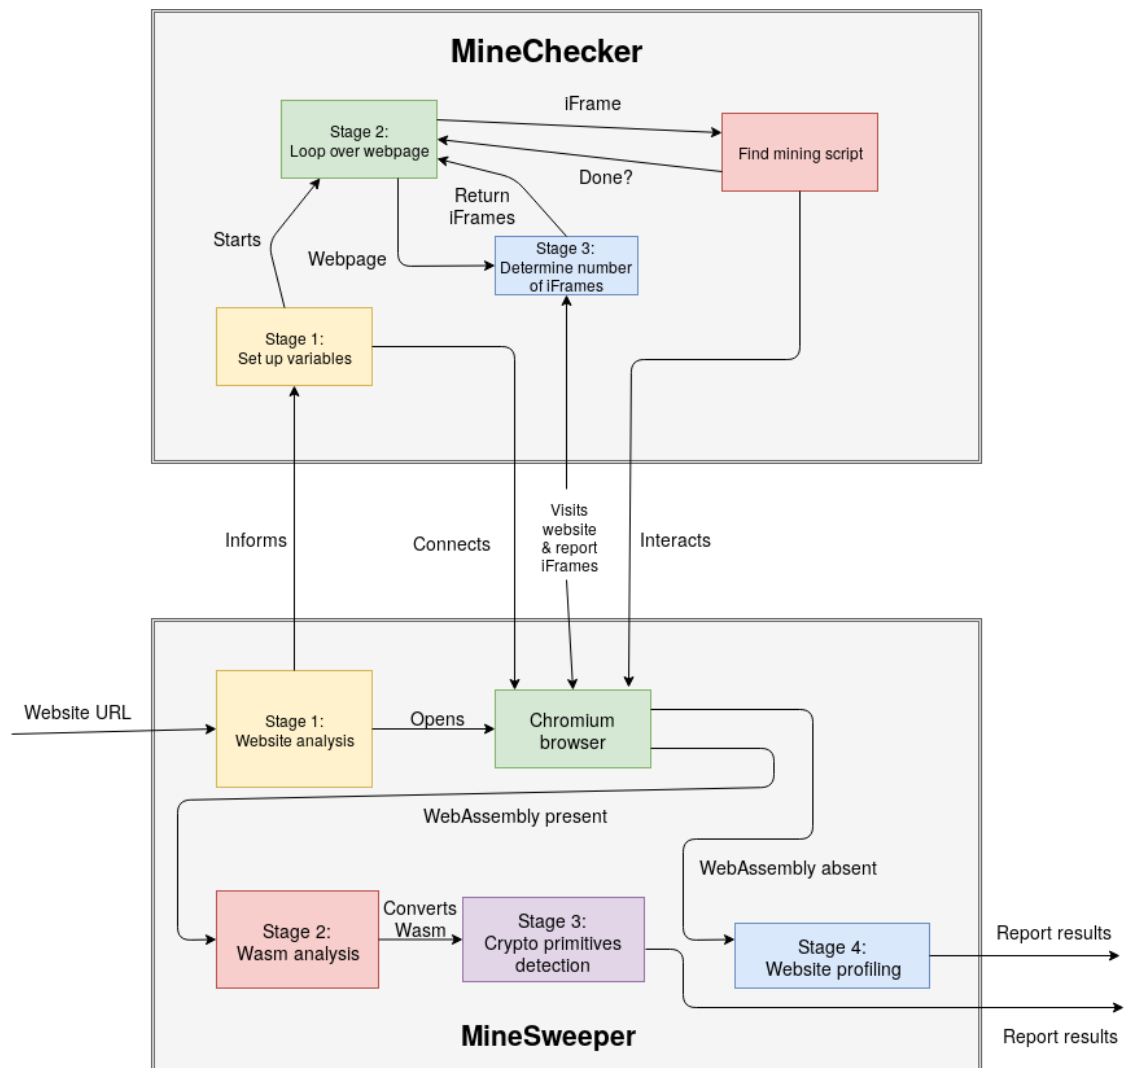 MineChecker
iFrame
Stage 2:
Loop over webpage
Find mining script
Done?
Return
iFrames
Starts
Webpage
Stage 3:
Determine number
of iFrames
Stage 1:
Set up variables
Informs
Connects
Visits
website
& report
iFrames
Interacts
Website URL
Stage 1:
Website analysis
Opens
Chromium
browser
WebAssembly present
WebAssembly absent
Stage 2:
Wasm analysis
Converts
Wasm
Stage 3:
Crypto primitives
detection
Stage 4:
Website profiling
Report results
Report results
MineSweeper